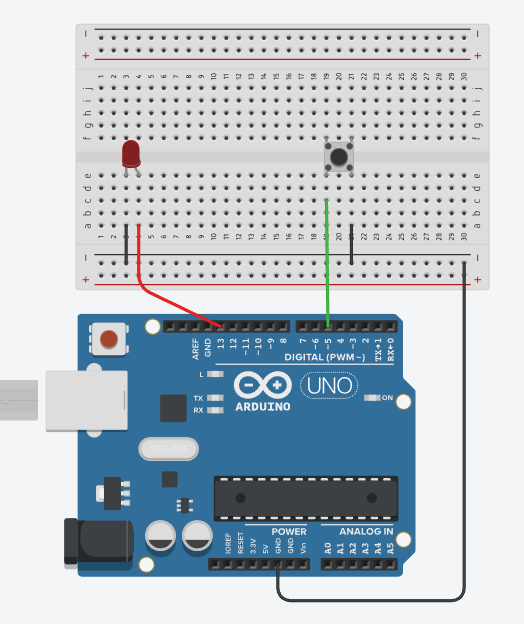 − −
+ +
1 2 3 4 5 6 7 8 9 10 11 12 13 14 15 16 17 18 19 20 21 22 23 24 25 26 27 28 29 30
j j
i i
h h
g g
f f
e e
d d
c c
b b
a a
1 2 3 4 5 6 7 8 9 10 11 12 13 14 15 16 17 18 19 20 21 22 23 24 25 26 27 28 29 30
− −
+ +
AREF GND 13 12 ~11 ~10 ~9 8 7 ~6 ~5 4 ~3 2 TX→1 RX←0
DIGITAL (PWM ~)
L
TX
RX
ARDUINO
UNO
ON
POWER ANALOG IN
IOREF RESET 3.3V 5V GND GND Vin A0 A1 A2 A3 A4 A5